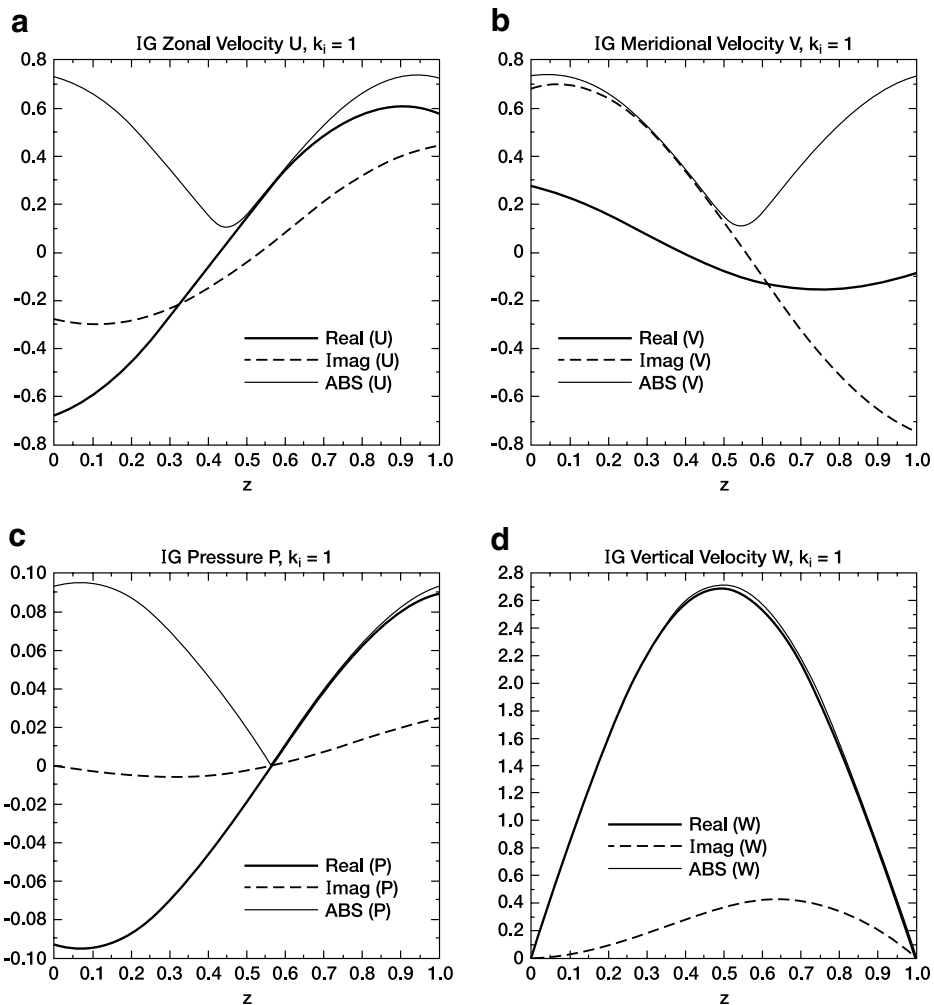 a
IG Zonal Velocity U, kᵢ = 1
0.8
0.6
0.4
0.2
0
-0.2
-0.4
-0.6
-0.8
Real (U)
Imag (U)
ABS (U)
0 0.1 0.2 0.3 0.4 0.5 0.6 0.7 0.8 0.9 1.0
z
b
IG Meridional Velocity V, kᵢ = 1
0.8
0.6
0.4
0.2
0
-0.2
-0.4
-0.6
-0.8
Real (V)
Imag (V)
ABS (V)
0 0.1 0.2 0.3 0.4 0.5 0.6 0.7 0.8 0.9 1.0
z
c
IG Pressure P, kᵢ = 1
0.10
0.08
0.06
0.04
0.02
0
-0.02
-0.04
-0.06
-0.08
-0.10
Real (P)
Imag (P)
ABS (P)
0 0.1 0.2 0.3 0.4 0.5 0.6 0.7 0.8 0.9 1.0
z
d
IG Vertical Velocity W, kᵢ = 1
2.8
2.6
2.4
2.2
2.0
1.8
1.6
1.4
1.2
1.0
0.8
0.6
0.4
0.2
0
Real (W)
Imag (W)
ABS (W)
0 0.1 0.2 0.3 0.4 0.5 0.6 0.7 0.8 0.9 1.0
z